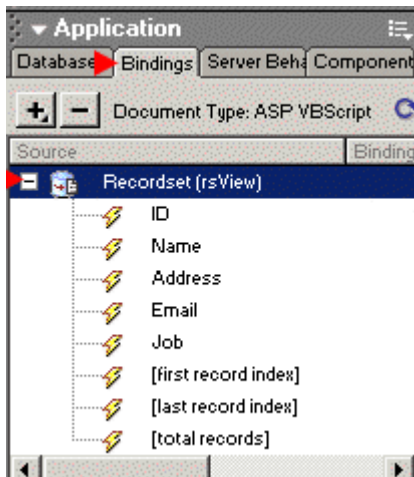 Application
Database Bindings Server Beha Component
+ - Document Type: ASP VBScript
Source Binding
Recordset (rsView)
ID
Name
Address
Email
Job
[first record index]
[last record index]
[total records]